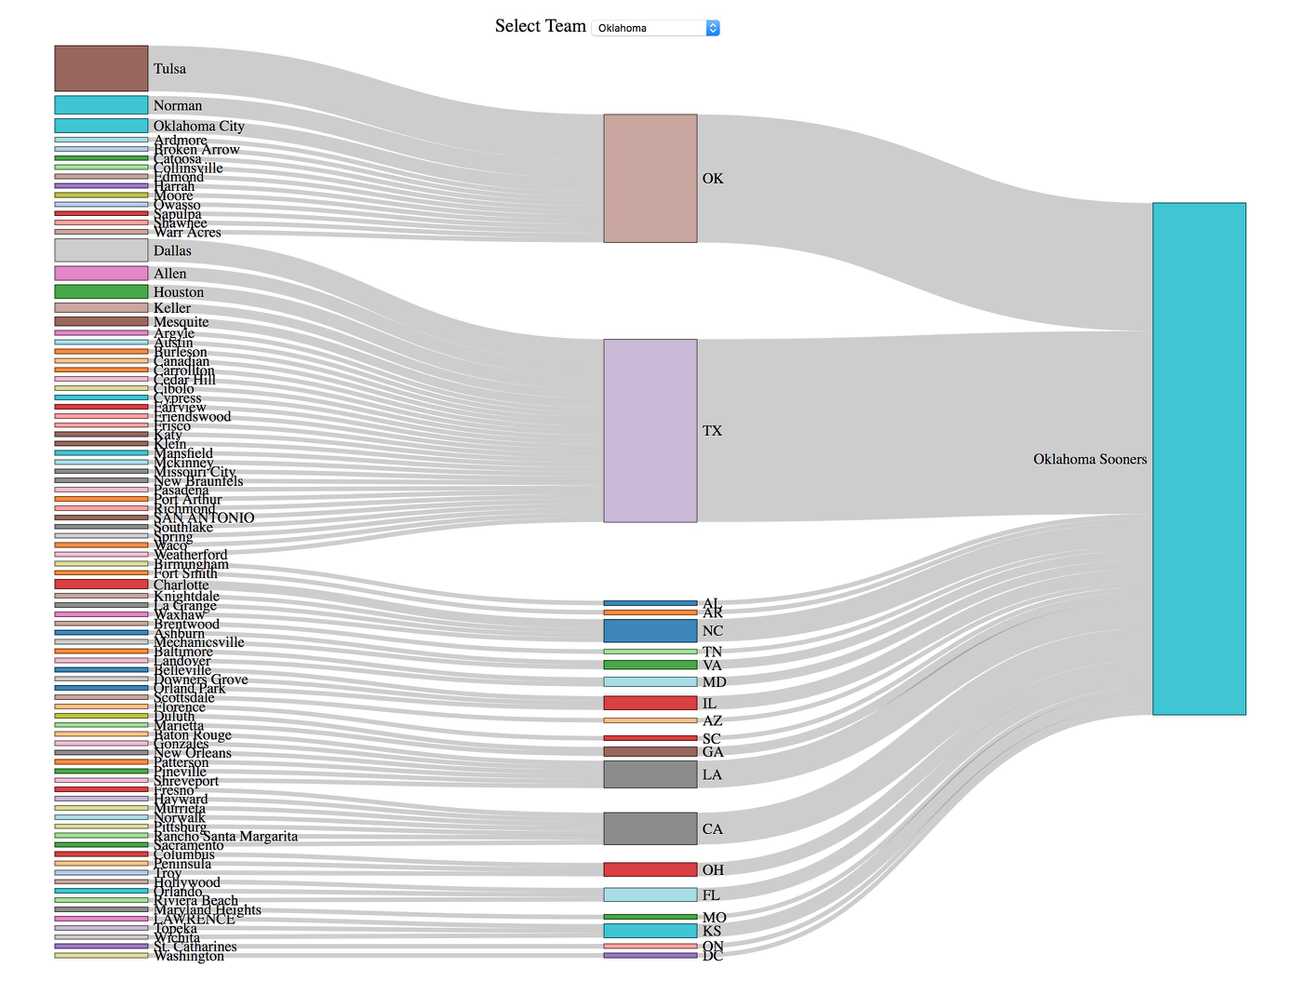 Select Team Oklahoma
Tulsa
Norman
Oklahoma City
Ardmore
Broken Arrow
Catoosa
Collinsville
Edmond
Harrah
Moore
Owasso
Sapulpa
Shawnee
Warr Acres
Dallas
Allen
Houston
Keller
Mesquite
Argyle
Austin
Burleson
Canadian
Carrollton
Cedar Hill
Cibolo
Cypress
Fairview
Friendswood
Frisco
Katy
Klein
Mansfield
Mckinney
Missouri City
New Braunfels
Pasadena
Port Arthur
Richmond
SAN ANTONIO
Southlake
Spring
Waco
Weatherford
Birmingham
Fort Smith
Charlotte
Knightdale
La Grange
Waxhaw
Brentwood
Ashburn
Mechanicsville
Baltimore
Landover
Belleville
Downers Grove
Orland Park
Scottsdale
Florence
Duluth
Marietta
Baton Rouge
Gonzales
New Orleans
Patterson
Pineville
Shreveport
Fresno
Hayward
Murrieta
Norwalk
Pittsburg
Rancho Santa Margarita
Sacramento
Columbus
Peninsula
Troy
Hollywood
Orlando
Riviera Beach
Maryland Heights
LAWRENCE
Topeka
Wichita
St. Catharines
Washington
OK
TX
AL
AR
NC
TN
VA
MD
IL
AZ
SC
GA
LA
CA
OH
FL
MO
KS
ON
DC
Oklahoma Sooners